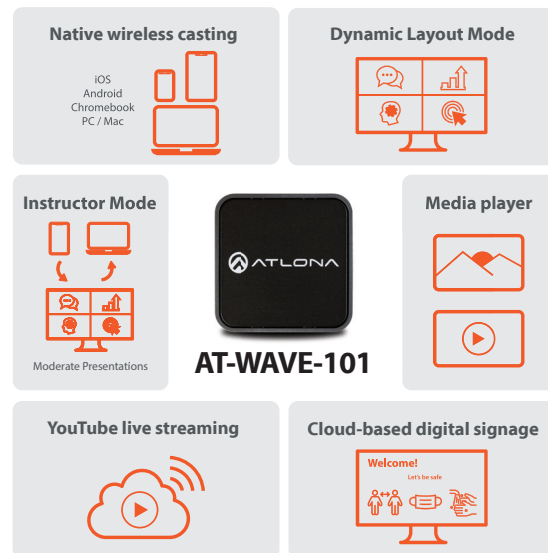 Native wireless casting
iOS
Android
Chromebook
PC / Mac
Dynamic Layout Mode
Instructor Mode
Moderate Presentations
ATLONA
AT-WAVE-101
Media player
YouTube live streaming
Cloud-based digital signage
Welcome!
Let's be safe